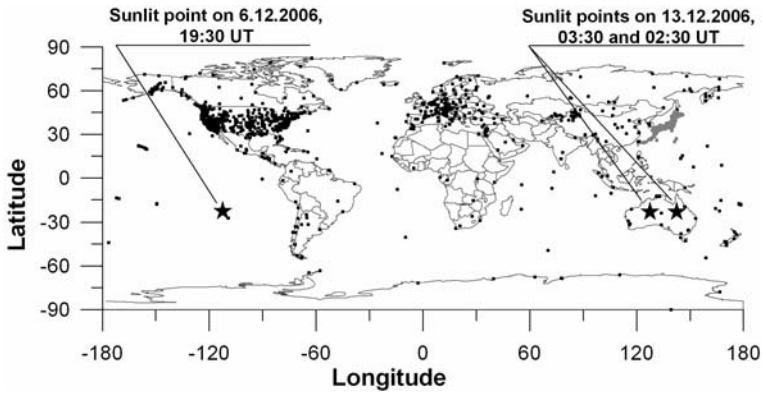 Sunlit point on 6.12.2006,
19:30 UT
Sunlit points on 13.12.2006,
03:30 and 02:30 UT
90
60
30
0
-30
-60
-90
Latitude
-180 -120 -60 0 60 120 180
Longitude